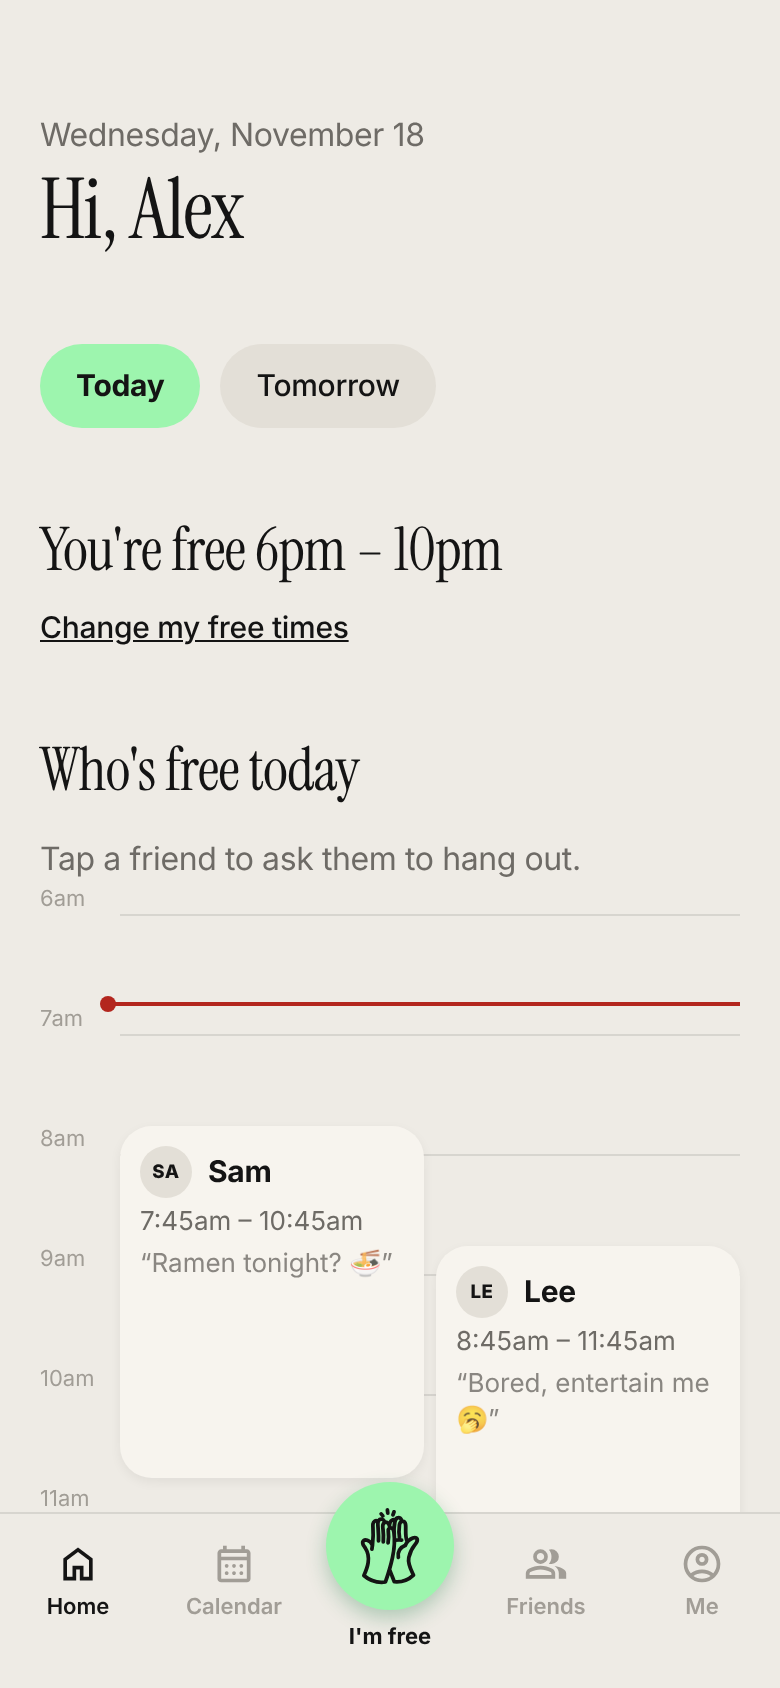 Wednesday, November 18
Hi, Alex
Today
Tomorrow
You're free 6pm – 10pm
Change my free times
Who's free today
Tap a friend to ask them to hang out.
6am
7am
8am
SA
Sam
7:45am – 10:45am
“Ramen tonight? 🍜”
9am
LE
Lee
8:45am – 11:45am
“Bored, entertain me
🥱”
10am
11am
Home
Calendar
I'm free
Friends
Me